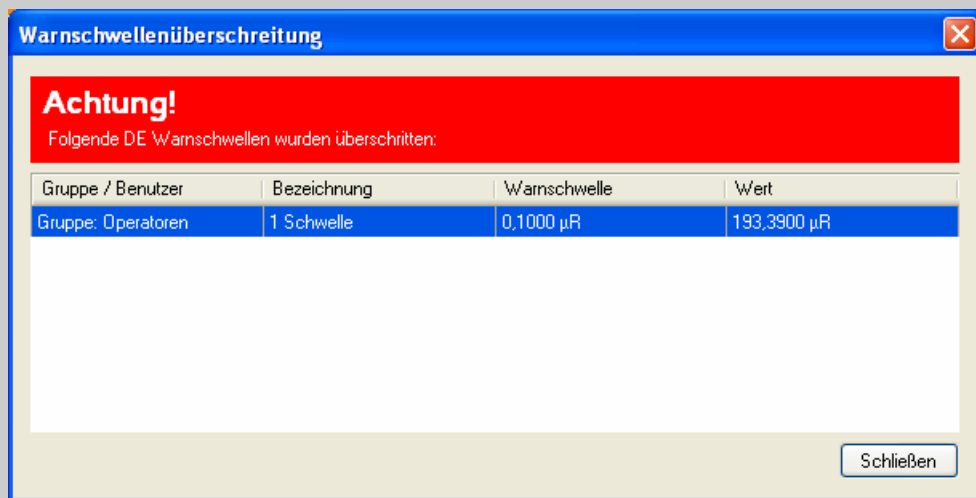 Warnschwellenüberschreitung
Achtung!
Folgende DE Warnschwellen wurden überschritten:
Gruppe / Benutzer Bezeichnung Warnschwelle Wert
Gruppe: Operatoren 1 Schwelle 0,1000 µR 193,3900 µR
Schließen